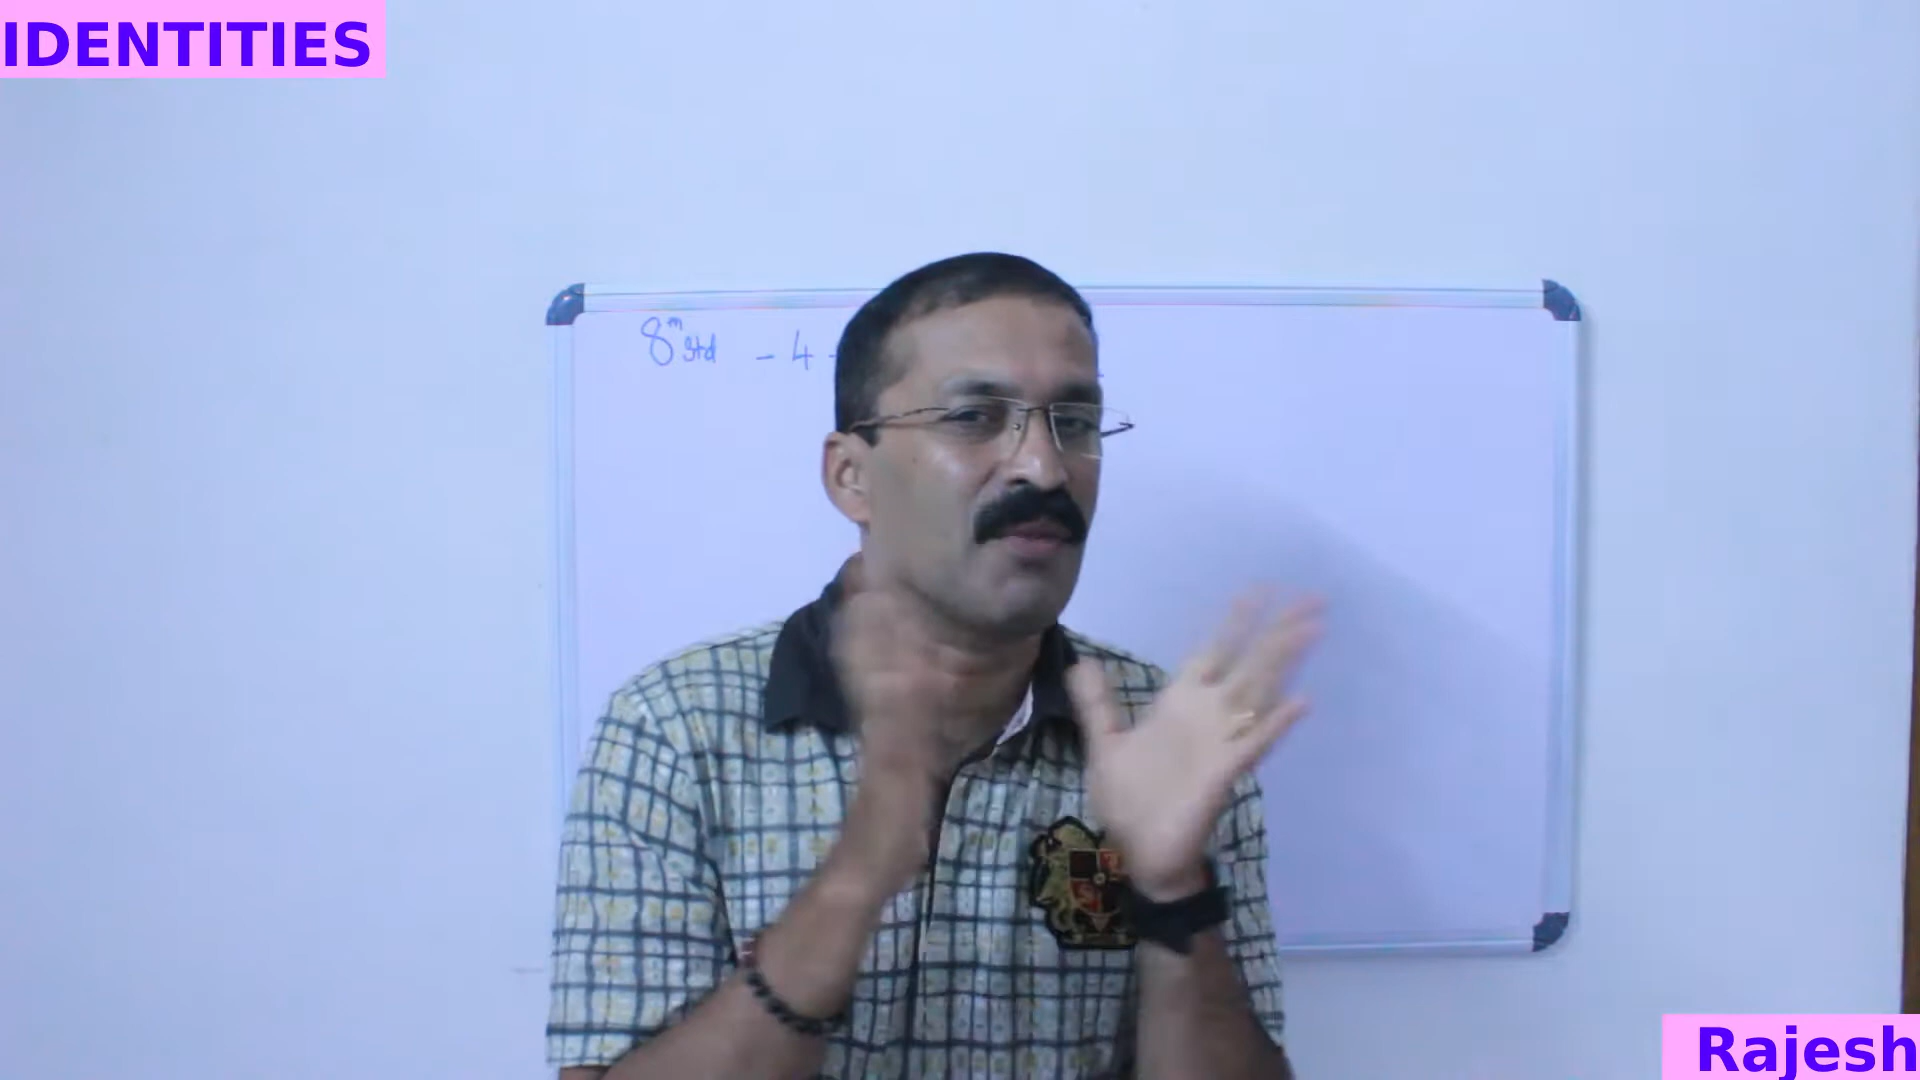 IDENTITIES
8th Std - 4 -
Rajesh